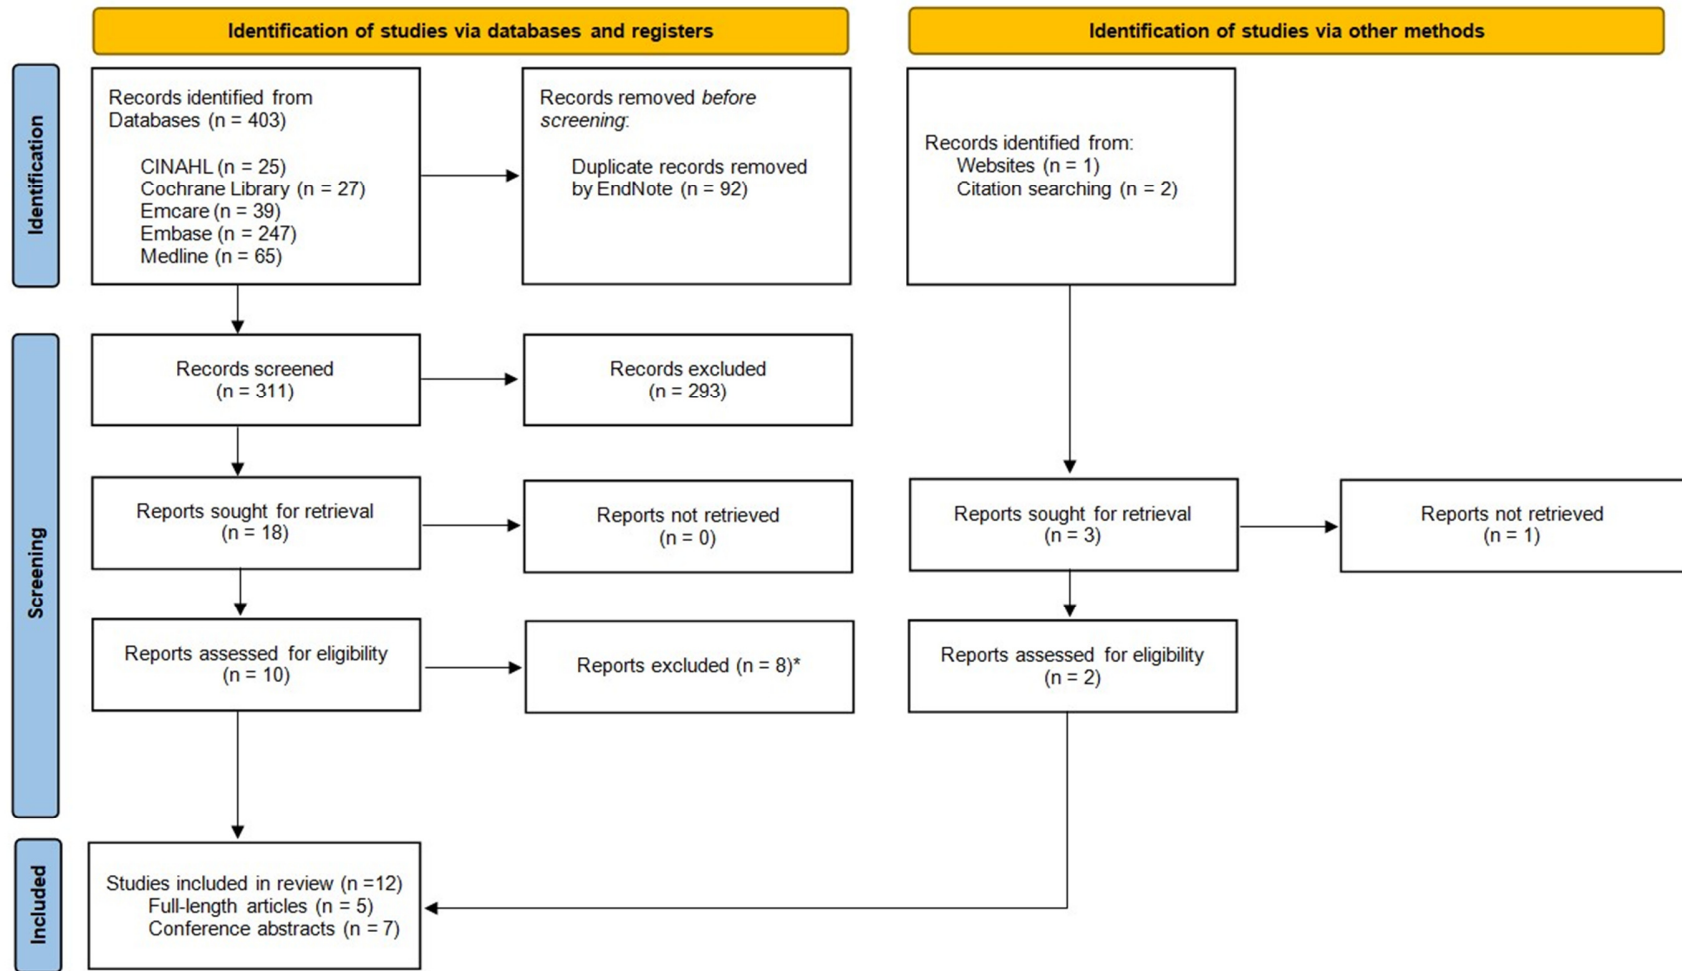 Identification of studies via databases and registers
Identification of studies via other methods
Identification
Records identified from
Databases (n = 403)
CINAHL (n = 25)
Cochrane Library (n = 27)
Emcare (n = 39)
Embase (n = 247)
Medline (n = 65)
Records removed before
screening:
Duplicate records removed
by EndNote (n = 92)
Records identified from:
Websites (n = 1)
Citation searching (n = 2)
Screening
Records screened
(n = 311)
Records excluded
(n = 293)
Reports sought for retrieval
(n = 18)
Reports not retrieved
(n = 0)
Reports sought for retrieval
(n = 3)
Reports not retrieved
(n = 1)
Reports assessed for eligibility
(n = 10)
Reports excluded (n = 8)*
Reports assessed for eligibility
(n = 2)
Included
Studies included in review (n =12)
Full-length articles (n = 5)
Conference abstracts (n = 7)